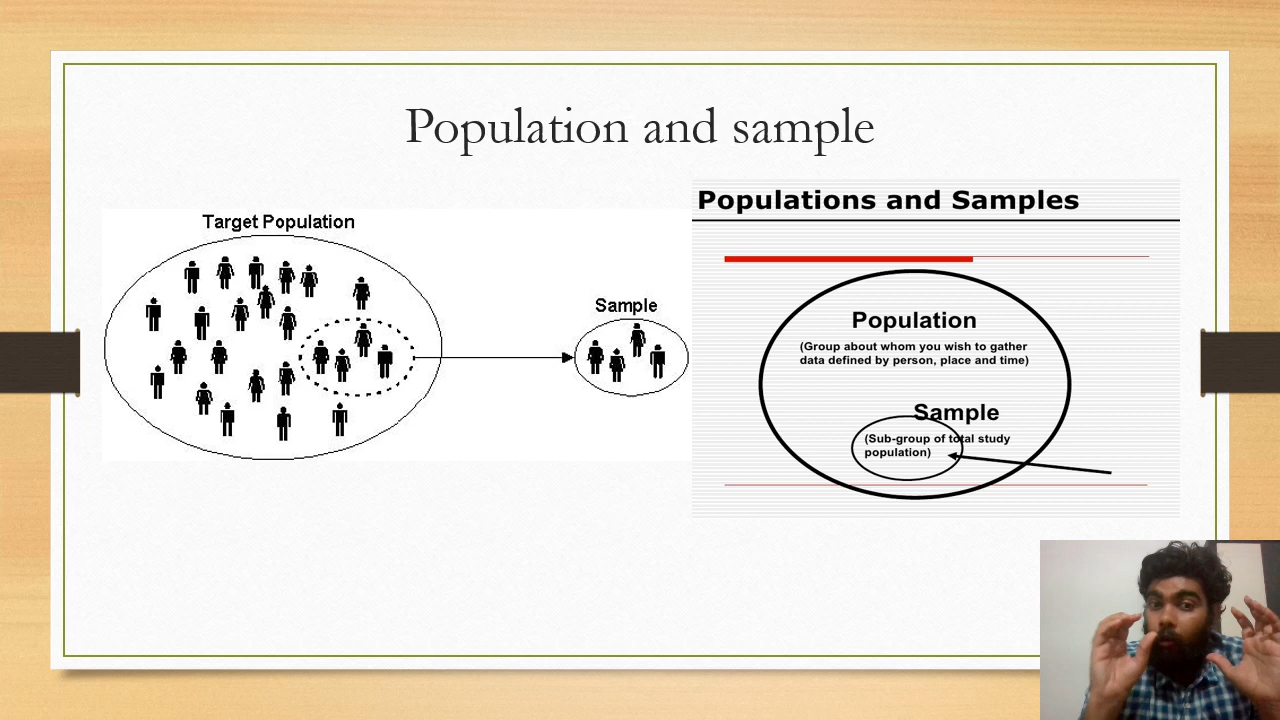 Population and sample
Target Population
Sample
Populations and Samples
Population
(Group about whom you wish to gather
data defined by person, place and time)
Sample
(Sub-group of total study
population)